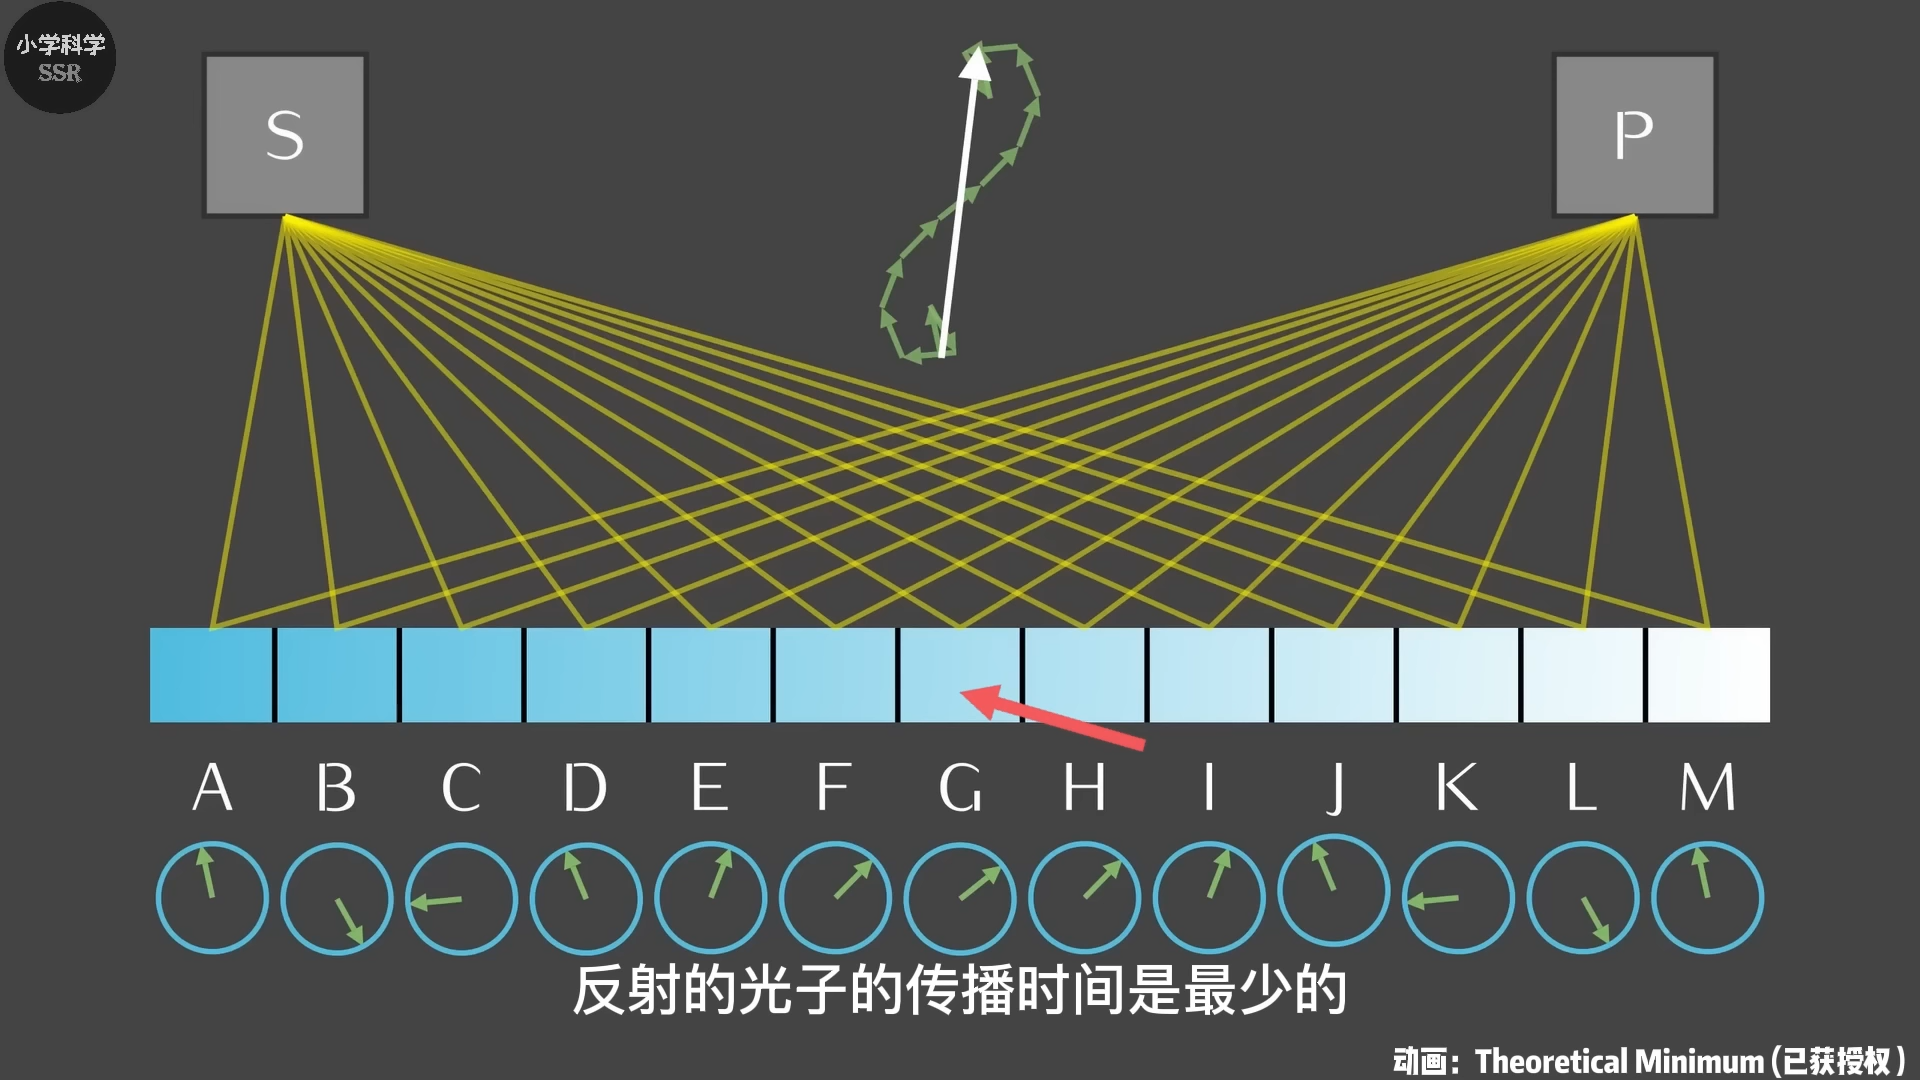 小学科学
SSR
S
P
A B C D E F G H I J K L M
反射的光子的传播时间是最少的
动画：Theoretical Minimum (已获授权)